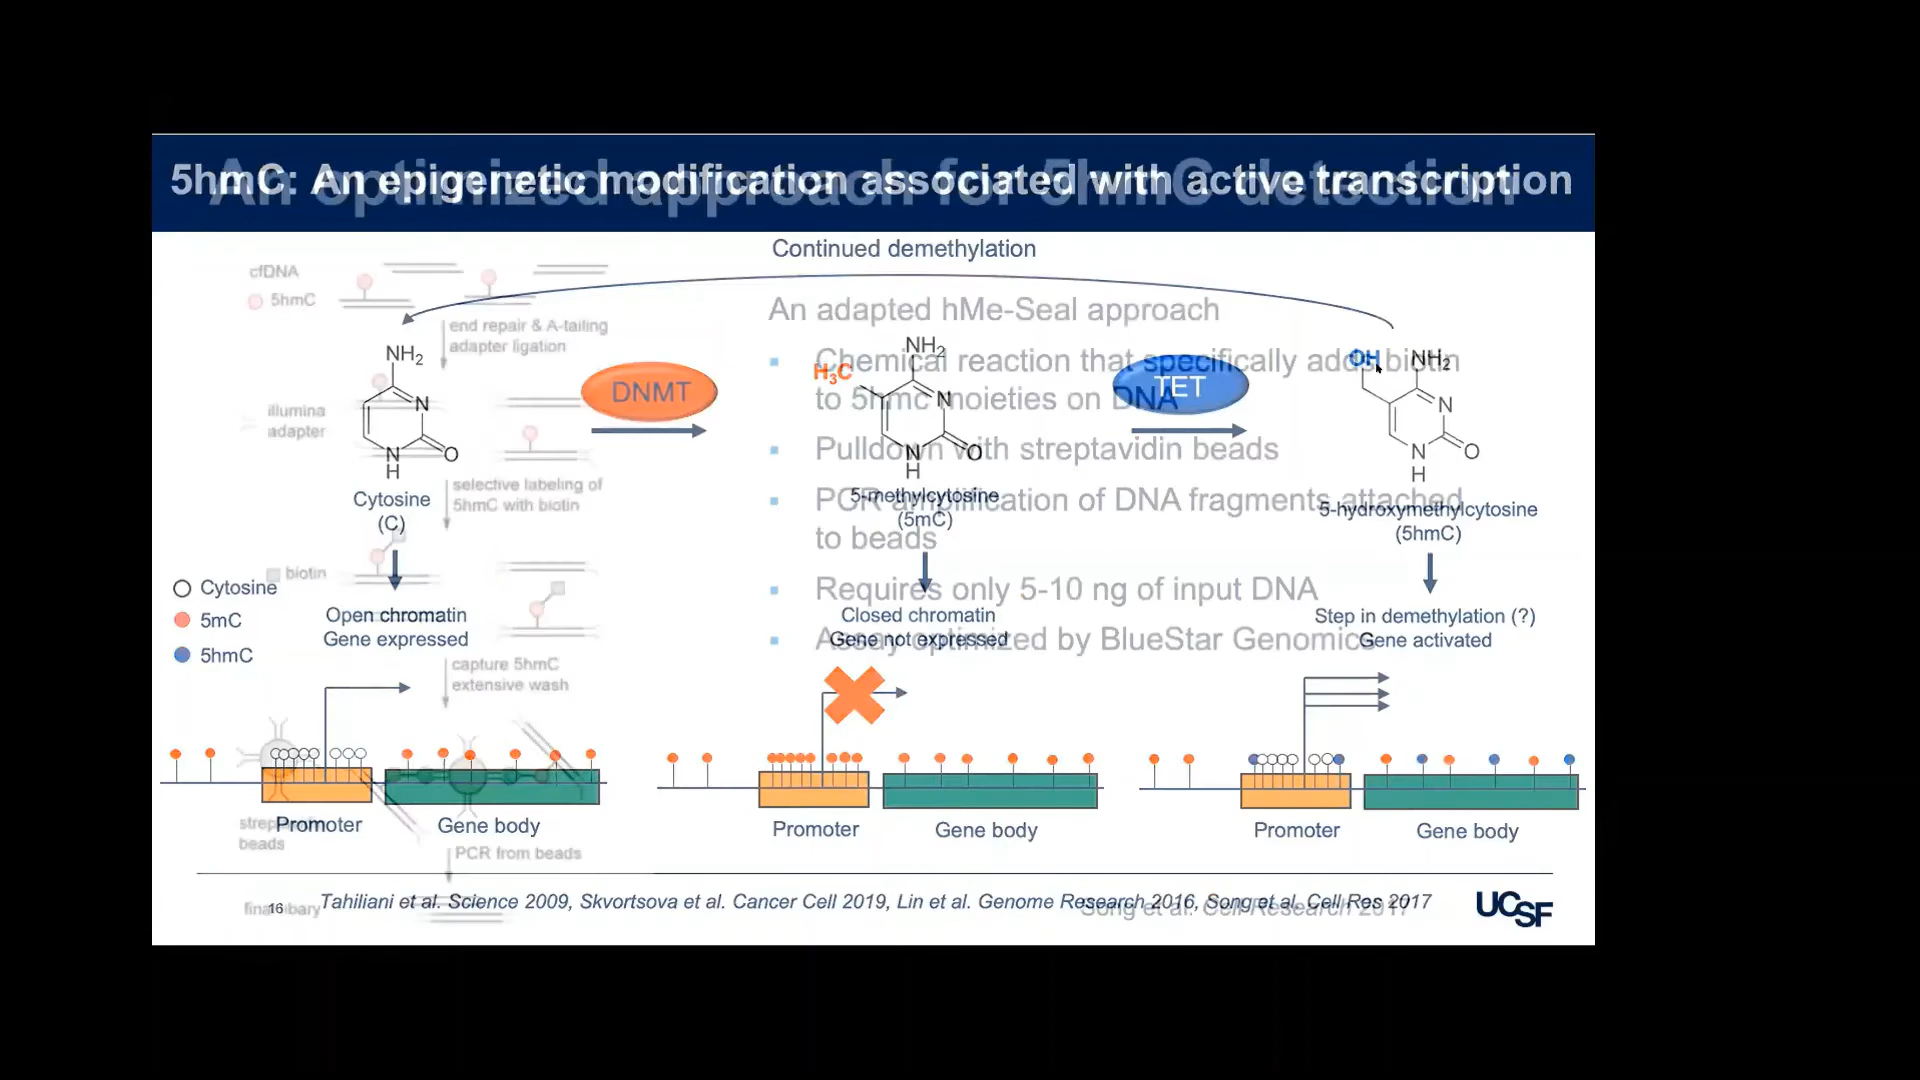 5hmC: An epigenetic modification associated with active transcription
An optimized approach for 5hmC detection
Continued demethylation
cfDNA
5hmC
end repair & A-tailing
adapter ligation
illumina
adapter
selective labeling of
5hmC with biotin
biotin
capture 5hmC
extensive wash
streptavidin
beads
PCR from beads
final library
An adapted hMe-Seal approach
Chemical reaction that specifically adds biotin
to 5hmc moieties on DNA
Pulldown with streptavidin beads
PCR amplification of DNA fragments attached
to beads
Requires only 5-10 ng of input DNA
Assay optimized by BlueStar Genomics
Song et al. Cell Research 2017
NH2
N
N
H
O
Cytosine
(C)
DNMT
H3C
NH2
N
N
H
O
5-methylcytosine
(5mC)
TET
OH
NH2
N
N
H
O
5-hydroxymethylcytosine
(5hmC)
Cytosine
5mC
5hmC
Open chromatin
Gene expressed
Closed chromatin
Gene not expressed
Step in demethylation (?)
Gene activated
Promoter
Gene body
Promoter
Gene body
Promoter
Gene body
16
Tahiliani et al. Science 2009, Skvortsova et al. Cancer Cell 2019, Lin et al. Genome Research 2016, Song et al. Cell Res 2017
UCSF